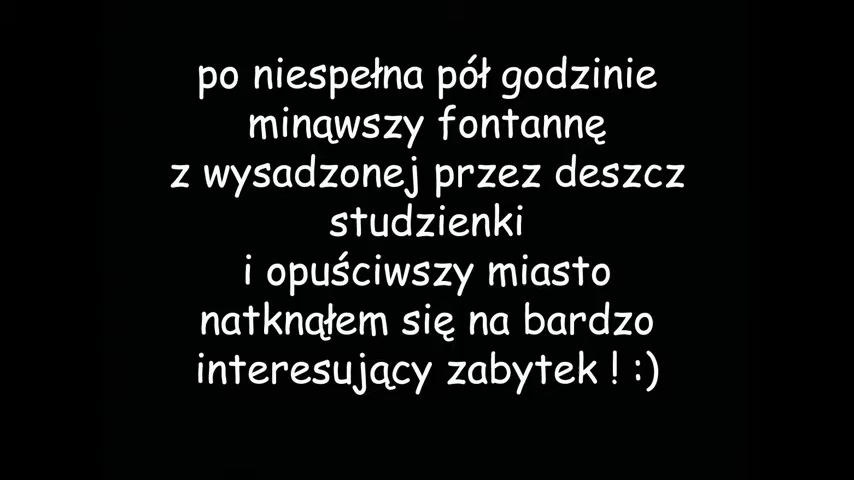 po niespełna pół godzinie
minąwszy fontannę
z wysadzonej przez deszcz
studzienki
i opuściwszy miasto
natknąłem się na bardzo
interesujący zabytek ! :)